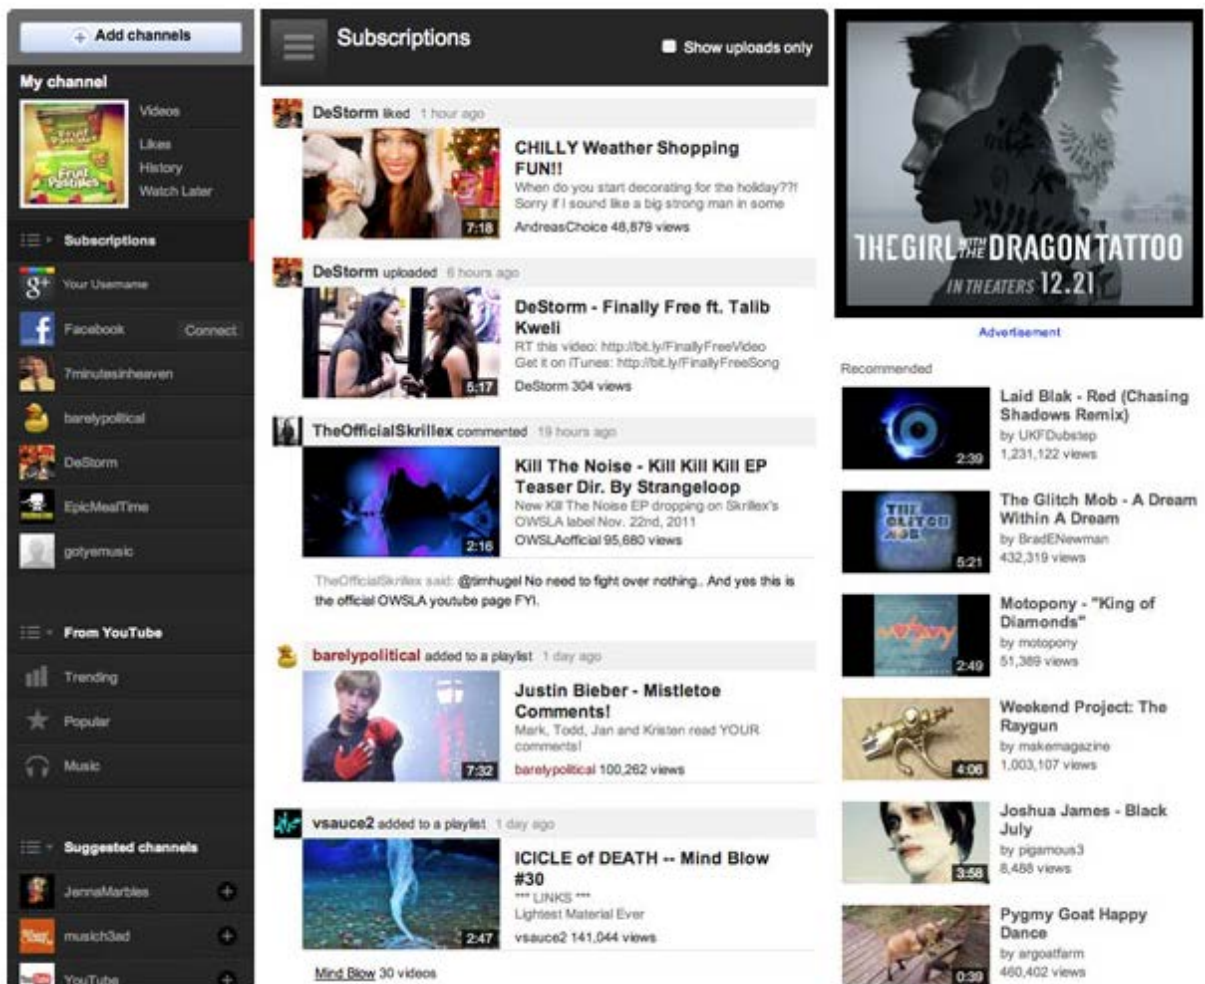 Add channels
My channel
Videos
Likes
History
Watch Later
Subscriptions
g+
Your Username
f
Facebook
Connect
7minutesinheaven
barelypolitical
DeStorm
EpicMealTime
gotyemusic
From YouTube
Trending
Popular
Music
Suggested channels
JennaMarbles
musich3ad
YouTube
Fruit
Fruit
Pastilles
Subscriptions
Show uploads only
DeStorm liked 1 hour ago
7:18
CHILLY Weather Shopping
FUN!!
When do you start decorating for the holiday??!
Sorry if I sound like a big strong man in some
AndreasChoice 48,879 views
DeStorm uploaded 6 hours ago
5:17
DeStorm - Finally Free ft. Talib
Kweli
RT this video: http://bit.ly/FinallyFreeVideo
Get it on iTunes: http://bit.ly/FinallyFreeSong
DeStorm 304 views
TheOfficialSkrillex commented 19 hours ago
2:16
Kill The Noise - Kill Kill Kill EP
Teaser Dir. By Strangeloop
New Kill The Noise EP dropping on Skrillex's
OWSLA label Nov. 22nd, 2011
OWSLAofficial 95,680 views
TheOfficialSkrillex said: @timhugel No need to fight over nothing.. And yes this is
the official OWSLA youtube page FYI.
barelypolitical added to a playlist 1 day ago
7:32
Justin Bieber - Mistletoe
Comments!
Mark, Todd, Jan and Kristen read YOUR
comments!
barelypolitical 100,262 views
vsauce2 added to a playlist 1 day ago
2:47
ICICLE of DEATH -- Mind Blow
#30
*** LINKS ***
Lightest Material Ever
vsauce2 141,044 views
Mind Blow 30 videos
THE GIRL WITH THE DRAGON TATTOO
IN THEATERS 12.21
Advertisement
Recommended
2:39
Laid Blak - Red (Chasing
Shadows Remix)
by UKFDubstep
1,231,122 views
THE
GLITCH
MOB
5:21
The Glitch Mob - A Dream
Within A Dream
by BradENewman
432,319 views
2:49
Motopony - "King of
Diamonds"
by motopony
51,389 views
4:06
Weekend Project: The
Raygun
by makemagazine
1,003,107 views
3:58
Joshua James - Black
July
by pigamous3
8,488 views
0:39
Pygmy Goat Happy
Dance
by argoatfarm
460,402 views